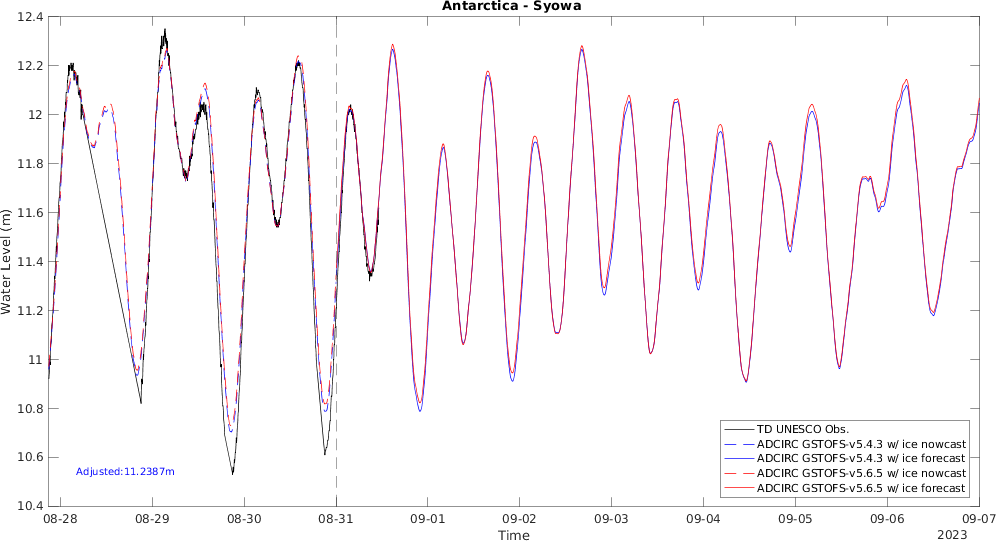 Antarctica - Syowa
12.4
12.2
12
11.8
11.6
11.4
11.2
11
10.8
10.6
10.4
Water Level (m)
Adjusted:11.2387m
TD UNESCO Obs.
ADCIRC GSTOFS-v5.4.3 w/ ice nowcast
ADCIRC GSTOFS-v5.4.3 w/ ice forecast
ADCIRC GSTOFS-v5.6.5 w/ ice nowcast
ADCIRC GSTOFS-v5.6.5 w/ ice forecast
08-28 08-29 08-30 08-31 09-01 09-02 09-03 09-04 09-05 09-06 09-07
Time
2023